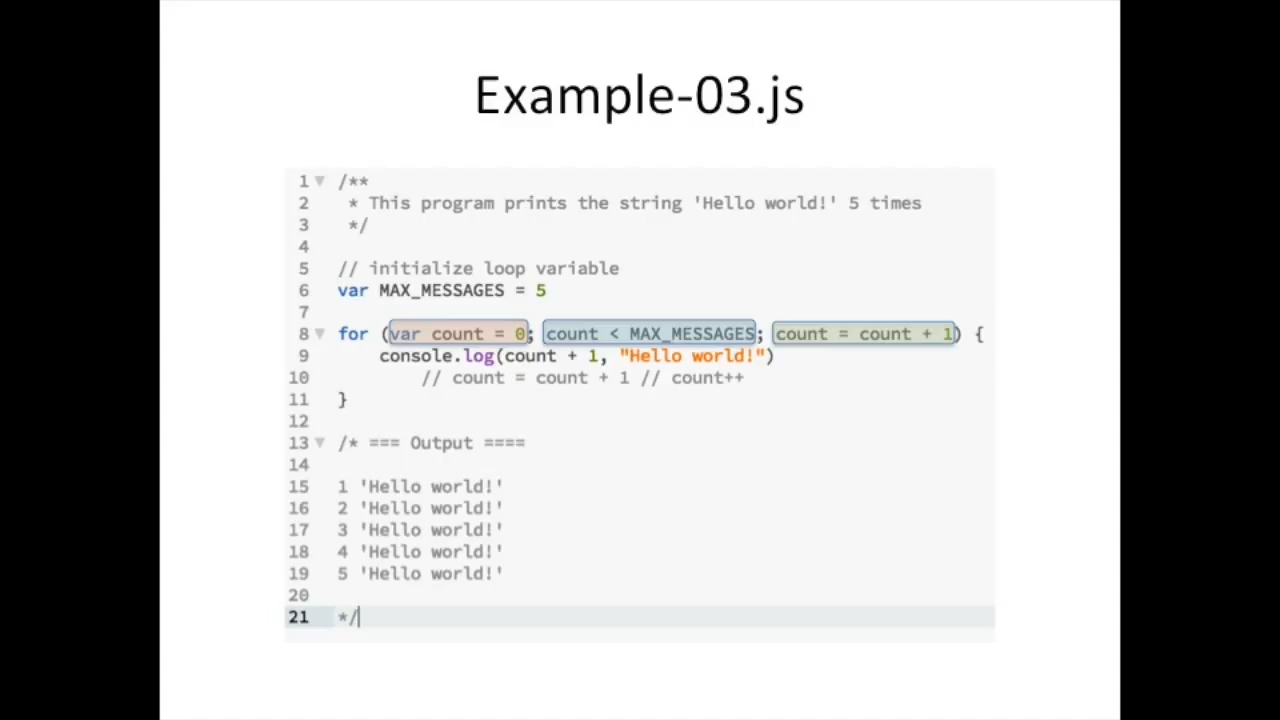 Example-03.js
1 /**
2  * This program prints the string 'Hello world!' 5 times
3  */
4
5 // initialize loop variable
6 var MAX_MESSAGES = 5
7
8 for (var count = 0; count < MAX_MESSAGES; count = count + 1) {
9     console.log(count + 1, "Hello world!")
10         // count = count + 1 // count++
11 }
12
13 /* === Output ====
14
15 1 'Hello world!'
16 2 'Hello world!'
17 3 'Hello world!'
18 4 'Hello world!'
19 5 'Hello world!'
20
21 */